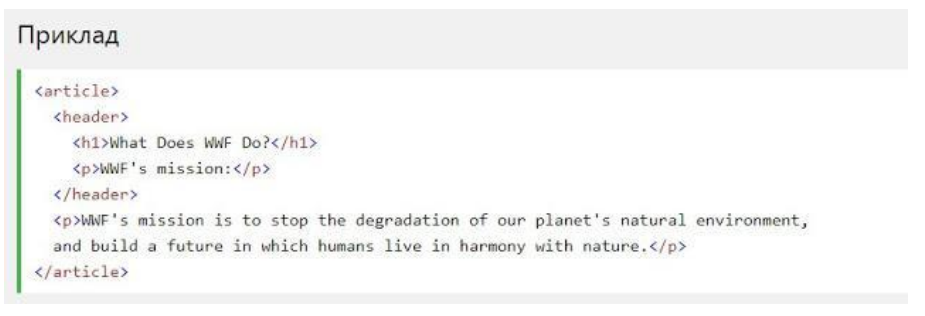 Приклад
<article>
<header>
<h1>What Does WWF Do?</h1>
<p>WWF's mission:</p>
</header>
<p>WWF's mission is to stop the degradation of our planet's natural environment,
and build a future in which humans live in harmony with nature.</p>
</article>